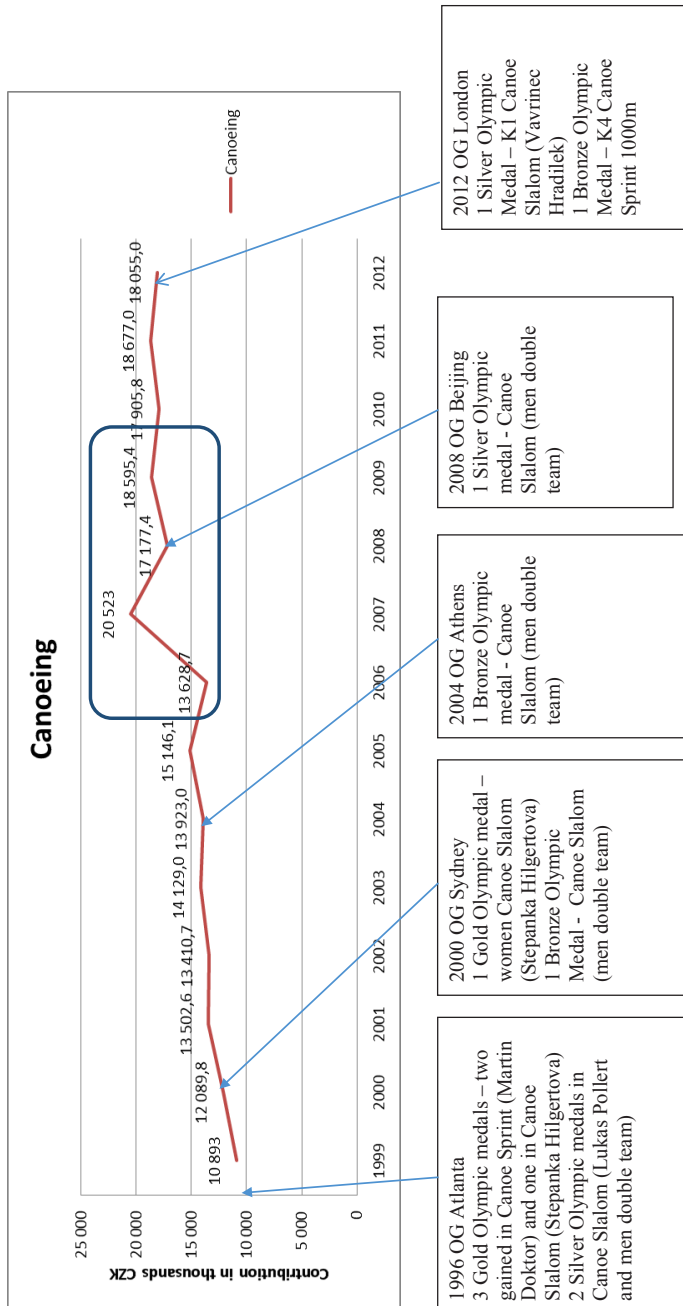 Canoeing
Contribution in thousands CZK
25 000
20 000
15 000
10 000
5 000
0
10 893
12 089,8
13 502,6
13 410,7
14 129,0
13 923,0
15 146,1
13 628,7
20 523
17 177,4
18 595,4
17 905,8
18 677,0
18 055,0
1999
2000
2001
2002
2003
2004
2005
2006
2007
2008
2009
2010
2011
2012
Canoeing
1996 OG Atlanta
3 Gold Olympic medals – two
gained in Canoe Sprint (Martin
Doktor) and one in Canoe
Slalom (Stepanka Hilgertova)
2 Silver Olympic medals in
Canoe Slalom (Lukas Pollert
and men double team)
2000 OG Sydney
1 Gold Olympic medal –
women Canoe Slalom
(Stepanka Hilgertova)
1 Bronze Olympic
Medal - Canoe Slalom
(men double team)
2004 OG Athens
1 Bronze Olympic
medal - Canoe
Slalom (men double
team)
2008 OG Beijing
1 Silver Olympic
medal - Canoe
Slalom (men double
team)
2012 OG London
1 Silver Olympic
Medal – K1 Canoe
Slalom (Vavrinec
Hradilek)
1 Bronze Olympic
Medal – K4 Canoe
Sprint 1000m